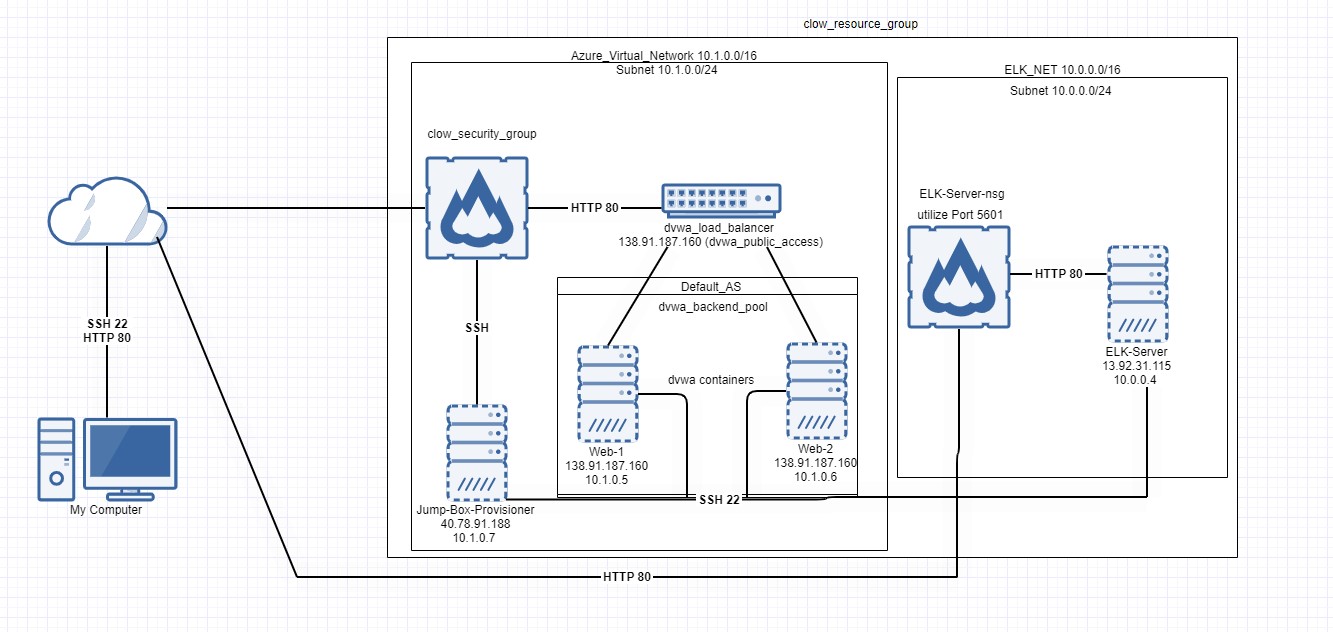 clow_resource_group
Azure_Virtual_Network 10.1.0.0/16
Subnet 10.1.0.0/24
ELK_NET 10.0.0.0/16
Subnet 10.0.0.0/24
clow_security_group
ELK-Server-nsg
utilize Port 5601
HTTP 80
dvwa_load_balancer
138.91.187.160 (dvwa_public_access)
HTTP 80
Default_AS
dvwa_backend_pool
SSH 22
HTTP 80
SSH
ELK-Server
13.92.31.115
10.0.0.4
dvwa containers
Web-1
138.91.187.160
10.1.0.5
Web-2
138.91.187.160
10.1.0.6
SSH 22
My Computer
Jump-Box-Provisioner
40.78.91.188
10.1.0.7
HTTP 80